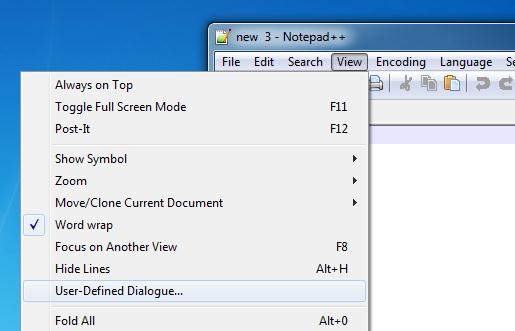 new 3 - Notepad++
File Edit Search View Encoding Language
Always on Top
Toggle Full Screen Mode F11
Post-It F12
Show Symbol
Zoom
Move/Clone Current Document
Word wrap
Focus on Another View F8
Hide Lines Alt+H
User-Defined Dialogue...
Fold All Alt+0